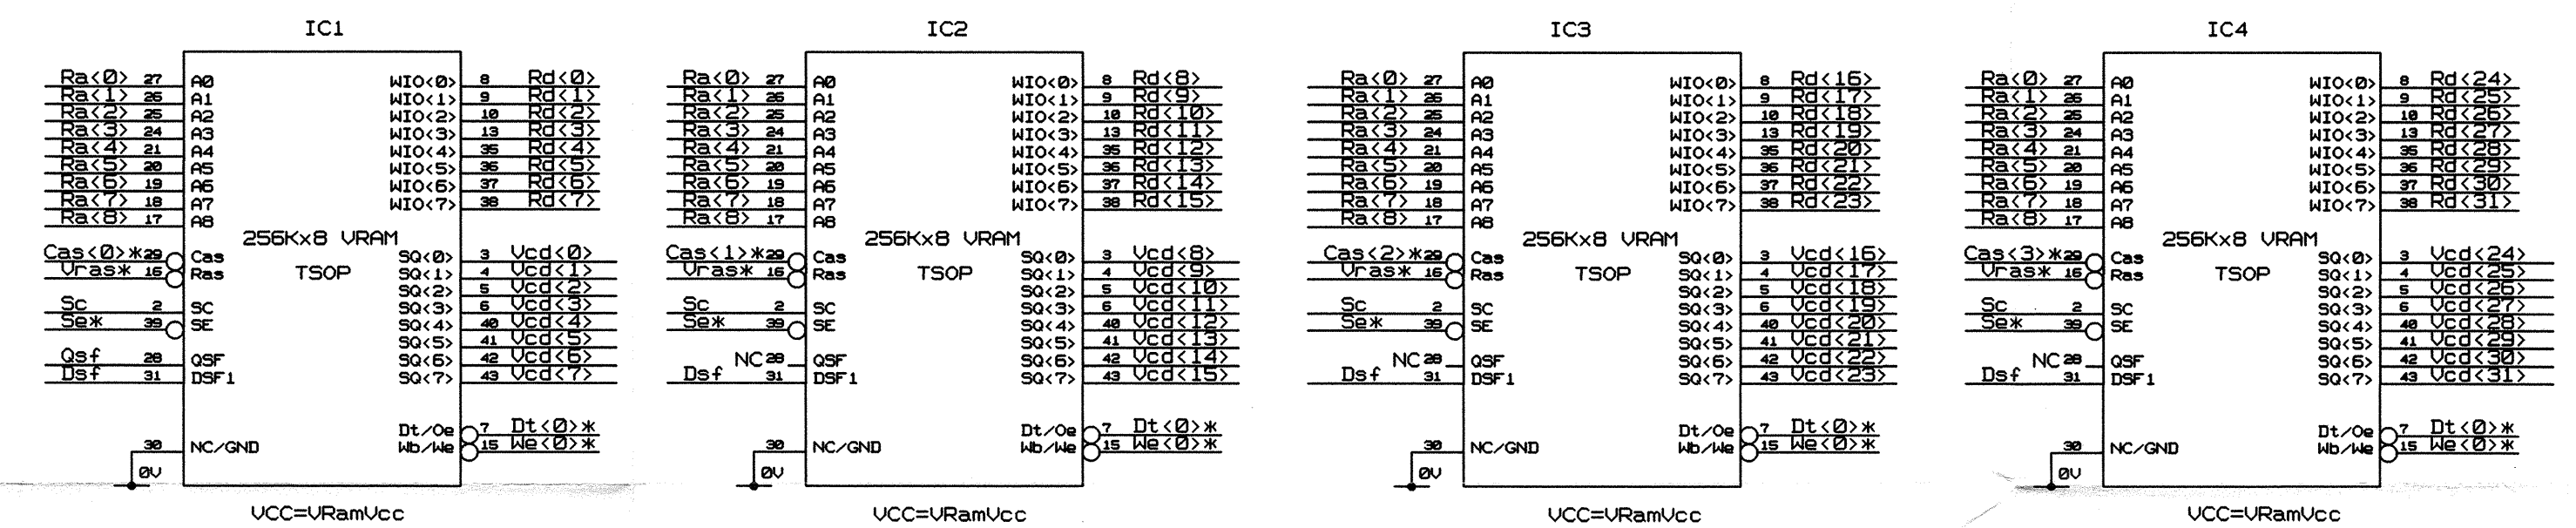 IC1
Ra<0> 27 A0 WIO<0> 8 Rd<0>
Ra<1> 26 A1 WIO<1> 9 Rd<1>
Ra<2> 25 A2 WIO<2> 10 Rd<2>
Ra<3> 24 A3 WIO<3> 13 Rd<3>
Ra<4> 21 A4 WIO<4> 35 Rd<4>
Ra<5> 20 A5 WIO<5> 36 Rd<5>
Ra<6> 19 A6 WIO<6> 37 Rd<6>
Ra<7> 18 A7 WIO<7> 38 Rd<7>
Ra<8> 17 A8
256Kx8 VRAM
Cas<0>* 29 Cas SQ<0> 3 Vcd<0>
Vras* 16 Ras TSOP SQ<1> 4 Vcd<1>
SQ<2> 5 Vcd<2>
Sc 2 SC SQ<3> 6 Vcd<3>
Se* 39 SE SQ<4> 40 Vcd<4>
SQ<5> 41 Vcd<5>
Qsf 28 QSF SQ<6> 42 Vcd<6>
Dsf 31 DSF1 SQ<7> 43 Vcd<7>
Dt/Oe 7 Dt<0>*
30 NC/GND Wb/We 15 We<0>*
0V
VCC=VRamVcc
IC2
Ra<0> 27 A0 WIO<0> 8 Rd<8>
Ra<1> 26 A1 WIO<1> 9 Rd<9>
Ra<2> 25 A2 WIO<2> 10 Rd<10>
Ra<3> 24 A3 WIO<3> 13 Rd<11>
Ra<4> 21 A4 WIO<4> 35 Rd<12>
Ra<5> 20 A5 WIO<5> 36 Rd<13>
Ra<6> 19 A6 WIO<6> 37 Rd<14>
Ra<7> 18 A7 WIO<7> 38 Rd<15>
Ra<8> 17 A8
256Kx8 VRAM
Cas<1>* 29 Cas SQ<0> 3 Vcd<8>
Vras* 16 Ras TSOP SQ<1> 4 Vcd<9>
SQ<2> 5 Vcd<10>
Sc 2 SC SQ<3> 6 Vcd<11>
Se* 39 SE SQ<4> 40 Vcd<12>
SQ<5> 41 Vcd<13>
NC 28 QSF SQ<6> 42 Vcd<14>
Dsf 31 DSF1 SQ<7> 43 Vcd<15>
Dt/Oe 7 Dt<0>*
30 NC/GND Wb/We 15 We<0>*
0V
VCC=VRamVcc
IC3
Ra<0> 27 A0 WIO<0> 8 Rd<16>
Ra<1> 26 A1 WIO<1> 9 Rd<17>
Ra<2> 25 A2 WIO<2> 10 Rd<18>
Ra<3> 24 A3 WIO<3> 13 Rd<19>
Ra<4> 21 A4 WIO<4> 35 Rd<20>
Ra<5> 20 A5 WIO<5> 36 Rd<21>
Ra<6> 19 A6 WIO<6> 37 Rd<22>
Ra<7> 18 A7 WIO<7> 38 Rd<23>
Ra<8> 17 A8
256Kx8 VRAM
Cas<2>* 29 Cas SQ<0> 3 Vcd<16>
Vras* 16 Ras TSOP SQ<1> 4 Vcd<17>
SQ<2> 5 Vcd<18>
Sc 2 SC SQ<3> 6 Vcd<19>
Se* 39 SE SQ<4> 40 Vcd<20>
SQ<5> 41 Vcd<21>
NC 28 QSF SQ<6> 42 Vcd<22>
Dsf 31 DSF1 SQ<7> 43 Vcd<23>
Dt/Oe 7 Dt<0>*
30 NC/GND Wb/We 15 We<0>*
0V
VCC=VRamVcc
IC4
Ra<0> 27 A0 WIO<0> 8 Rd<24>
Ra<1> 26 A1 WIO<1> 9 Rd<25>
Ra<2> 25 A2 WIO<2> 10 Rd<26>
Ra<3> 24 A3 WIO<3> 13 Rd<27>
Ra<4> 21 A4 WIO<4> 35 Rd<28>
Ra<5> 20 A5 WIO<5> 36 Rd<29>
Ra<6> 19 A6 WIO<6> 37 Rd<30>
Ra<7> 18 A7 WIO<7> 38 Rd<31>
Ra<8> 17 A8
256Kx8 VRAM
Cas<3>* 29 Cas SQ<0> 3 Vcd<24>
Vras* 16 Ras TSOP SQ<1> 4 Vcd<25>
SQ<2> 5 Vcd<26>
Sc 2 SC SQ<3> 6 Vcd<27>
Se* 39 SE SQ<4> 40 Vcd<28>
SQ<5> 41 Vcd<29>
NC 28 QSF SQ<6> 42 Vcd<30>
Dsf 31 DSF1 SQ<7> 43 Vcd<31>
Dt/Oe 7 Dt<0>*
30 NC/GND Wb/We 15 We<0>*
0V
VCC=VRamVcc